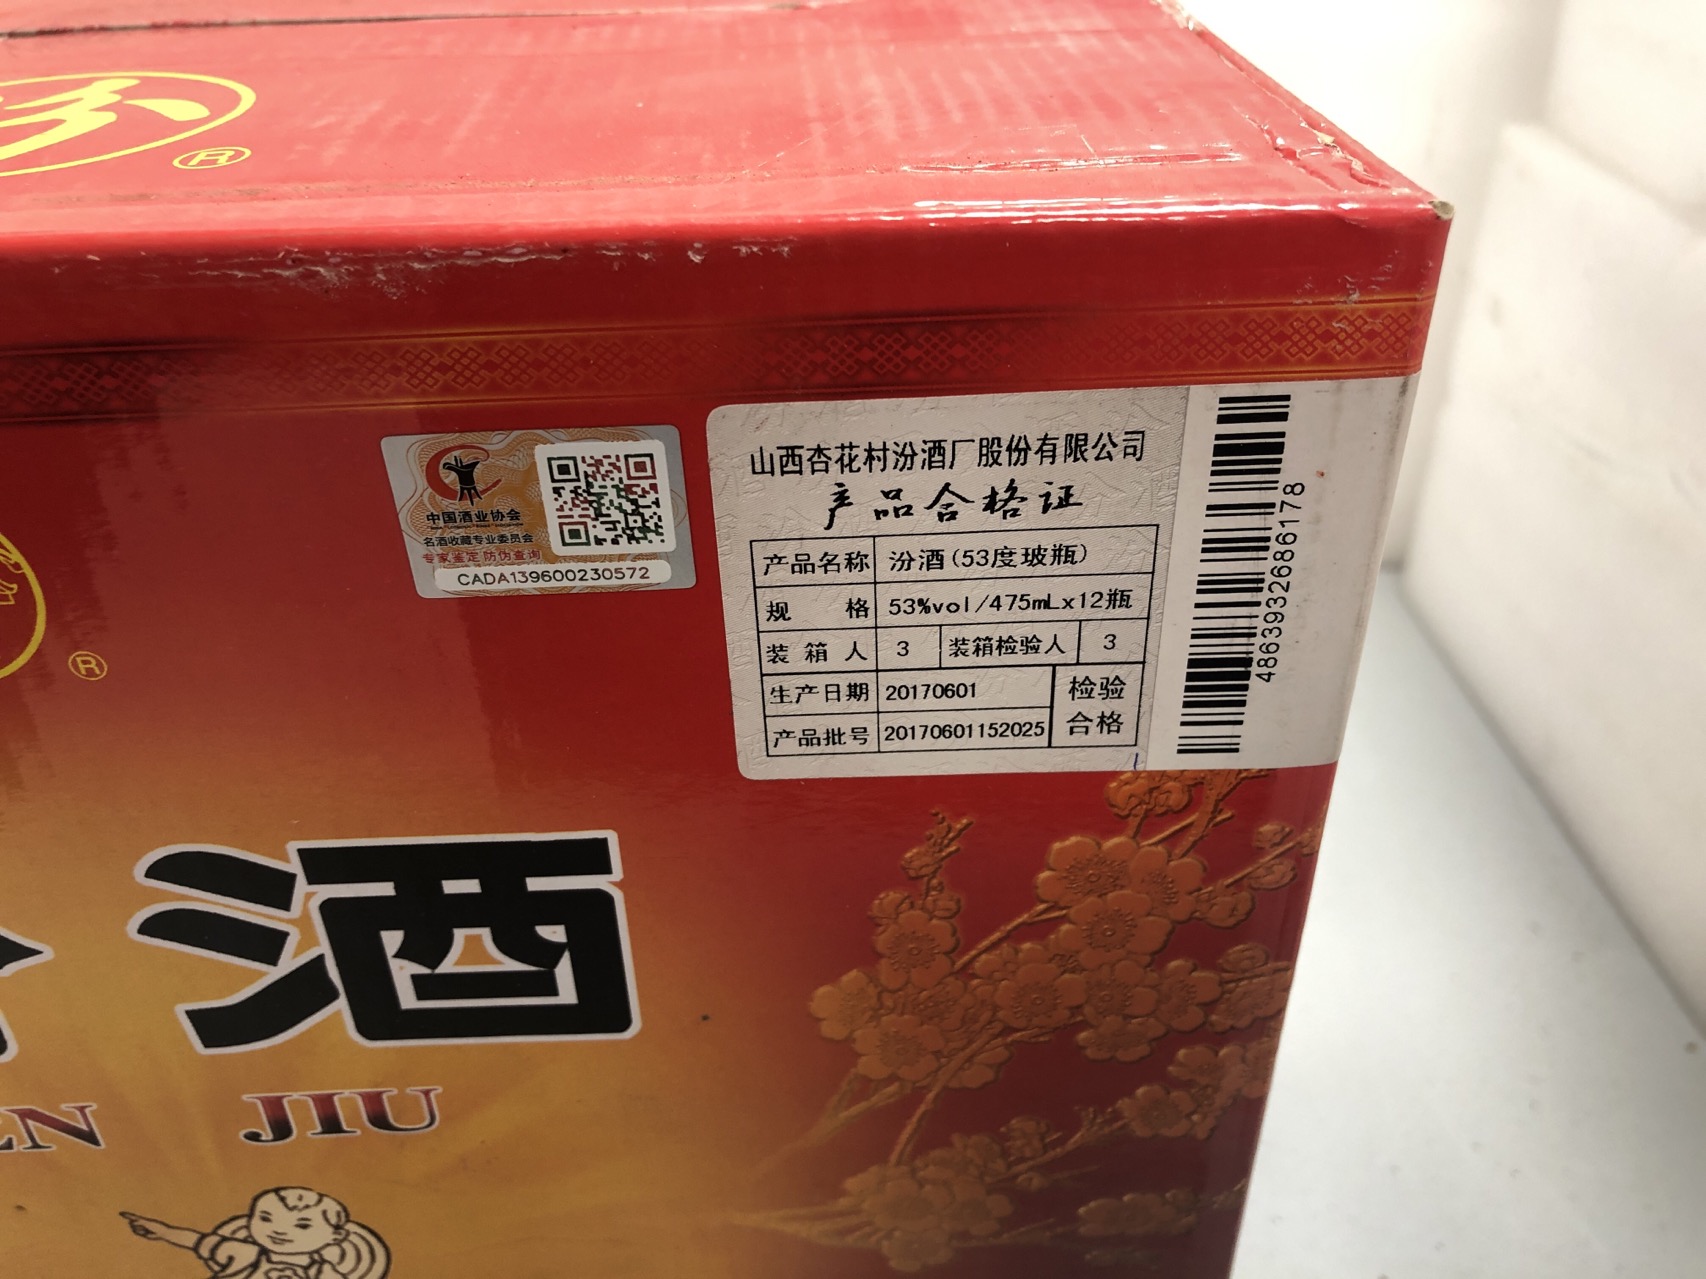 汾
®
中国酒业协会
名酒收藏专业委员会
专家鉴定 防伪查询
CADA139600230572
山西杏花村汾酒厂股份有限公司
产品合格证
产品名称 汾酒(53度玻瓶)
规 格 53%vol/475mLx12瓶
装箱人 3 装箱检验人 3
生产日期 20170601 检验
产品批号 20170601152025 合格
4863932686178
®
酒
EN JIU